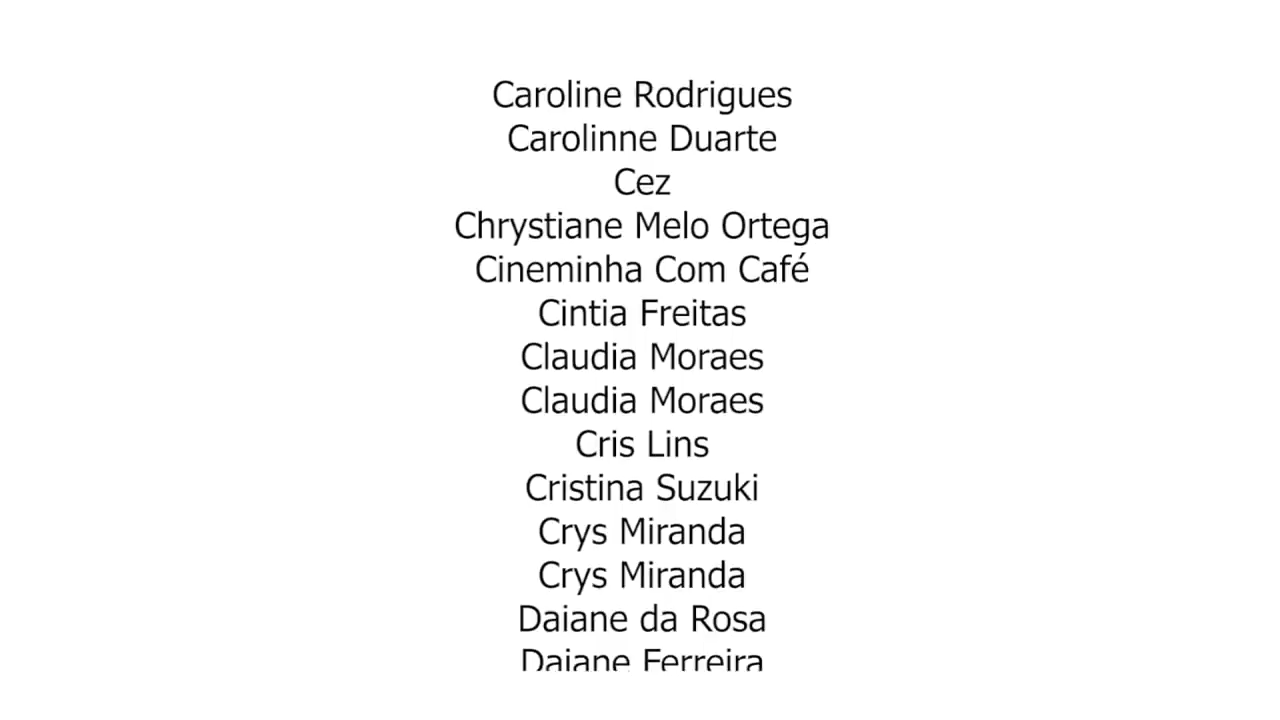 Caroline Rodrigues
Carolinne Duarte
Cez
Chrystiane Melo Ortega
Cineminha Com Café
Cintia Freitas
Claudia Moraes
Claudia Moraes
Cris Lins
Cristina Suzuki
Crys Miranda
Crys Miranda
Daiane da Rosa
Daiane Ferreira